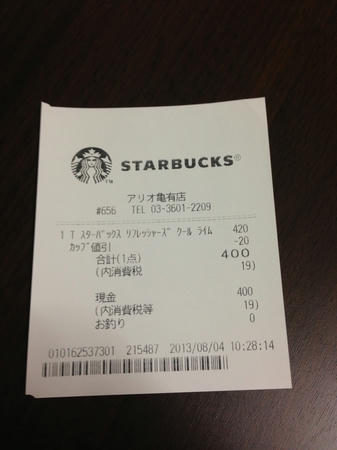 STARBUCKS®
TM
アリオ亀有店
#656 TEL 03-3601-2209
1 T ｽﾀｰﾊﾞｯｸｽ ﾘﾌﾚｯｼｬｰｽﾞ ｸｰﾙ ﾗｲﾑ 420
ｶｯﾌﾟ値引 -20
合計(1点) 400
(内消費税 19)
現金 400
(内消費税等 19)
お釣り 0
010162537301 215487 2013/08/04 10:28:14